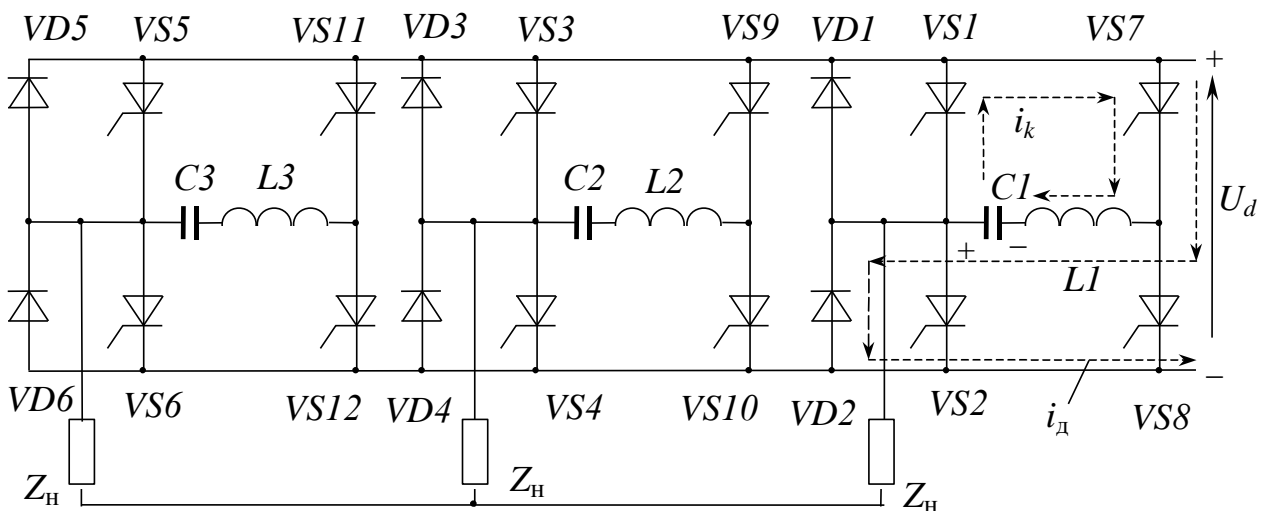 VD5 VS5 VS11 VD3 VS3 VS9 VD1 VS1 VS7
+
i_k
C3 L3 C2 L2 C1
U_d
+ −
L1
−
VD6 VS6 VS12 VD4 VS4 VS10 VD2 VS2 VS8
i_д
Z_н Z_н Z_н